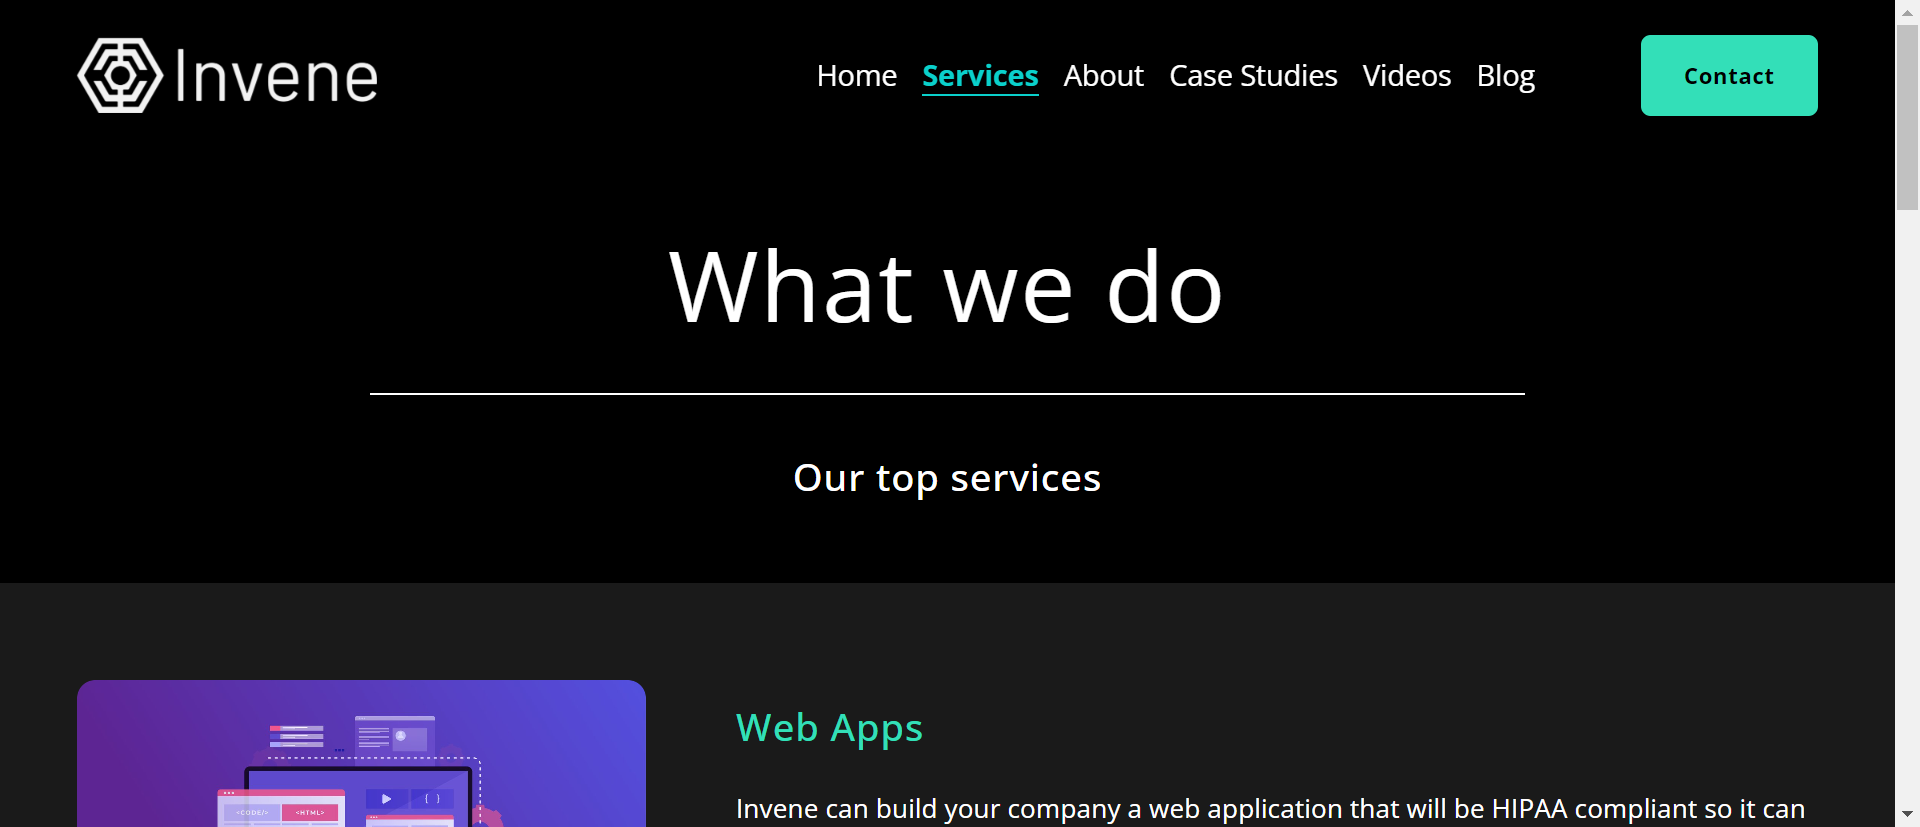 Invene
Home Services About Case Studies Videos Blog
Contact
What we do
Our top services
Web Apps
Invene can build your company a web application that will be HIPAA compliant so it can
<CODE/>
<HTML>
{ }